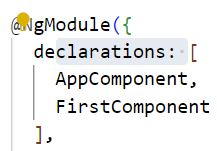 @NgModule({
  declarations: [
    AppComponent,
    FirstComponent
  ],